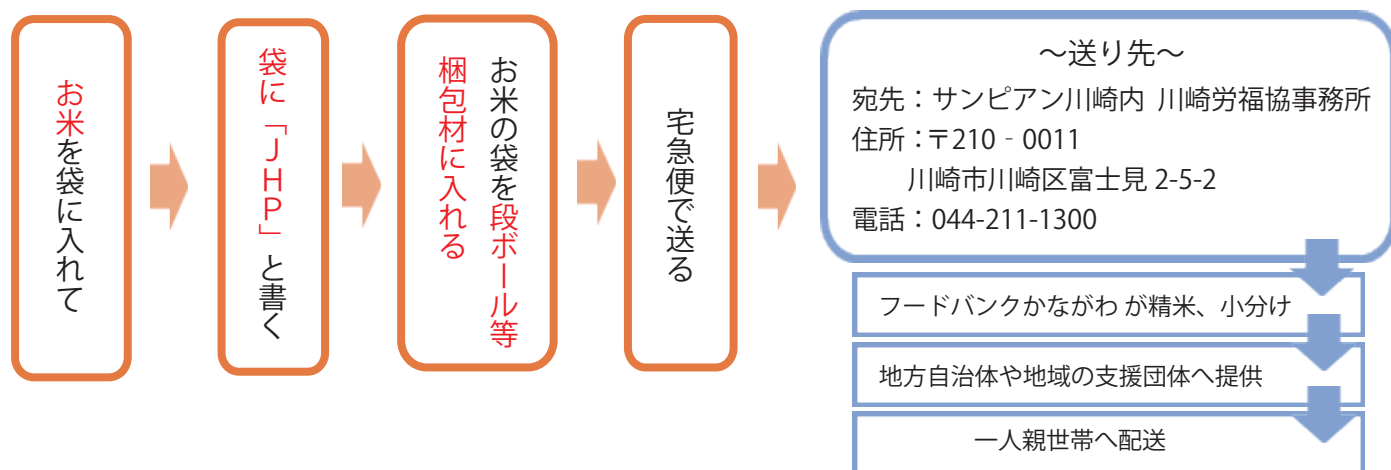 お米を袋に入れて
袋に「ＪＨＰ」と書く
お米の袋を段ボール等
梱包材に入れる
宅急便で送る
～送り先～
宛先：サンピアン川崎内 川崎労福協事務所
住所：〒210‐0011
川崎市川崎区富士見 2-5-2
電話：044-211-1300
フードバンクかながわ が精米、小分け
地方自治体や地域の支援団体へ提供
一人親世帯へ配送